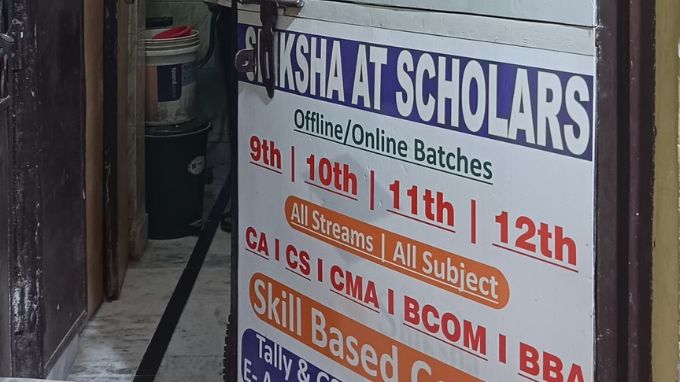 SHIKSHA AT SCHOLARS
Offline/Online Batches
9th | 10th | 11th | 12th
All Streams | All Subject
CA I CS I CMA I BCOM I BBA
Skill Based
Tally &